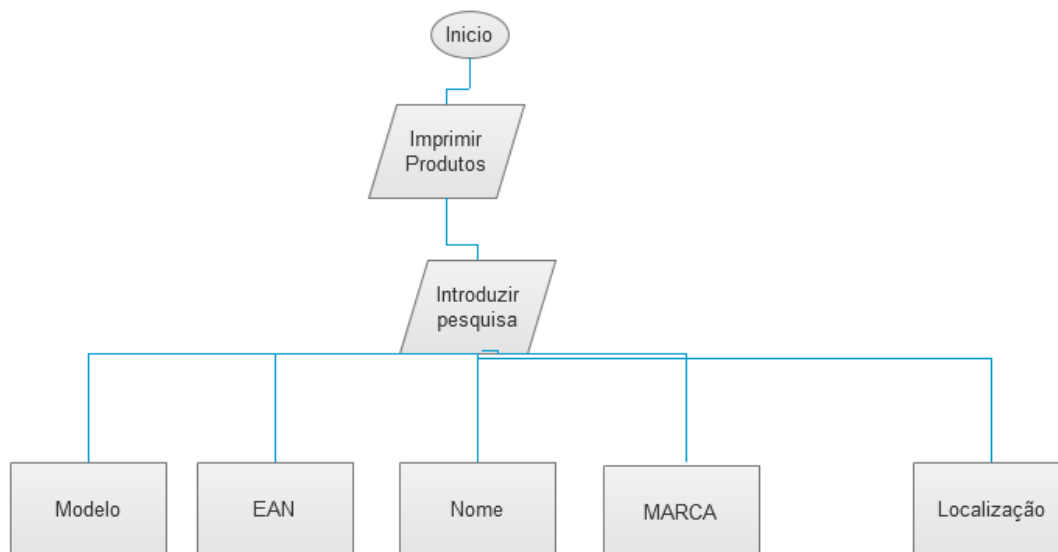 Inicio
Imprimir
Produtos
Introduzir
pesquisa
Modelo
EAN
Nome
MARCA
Localização